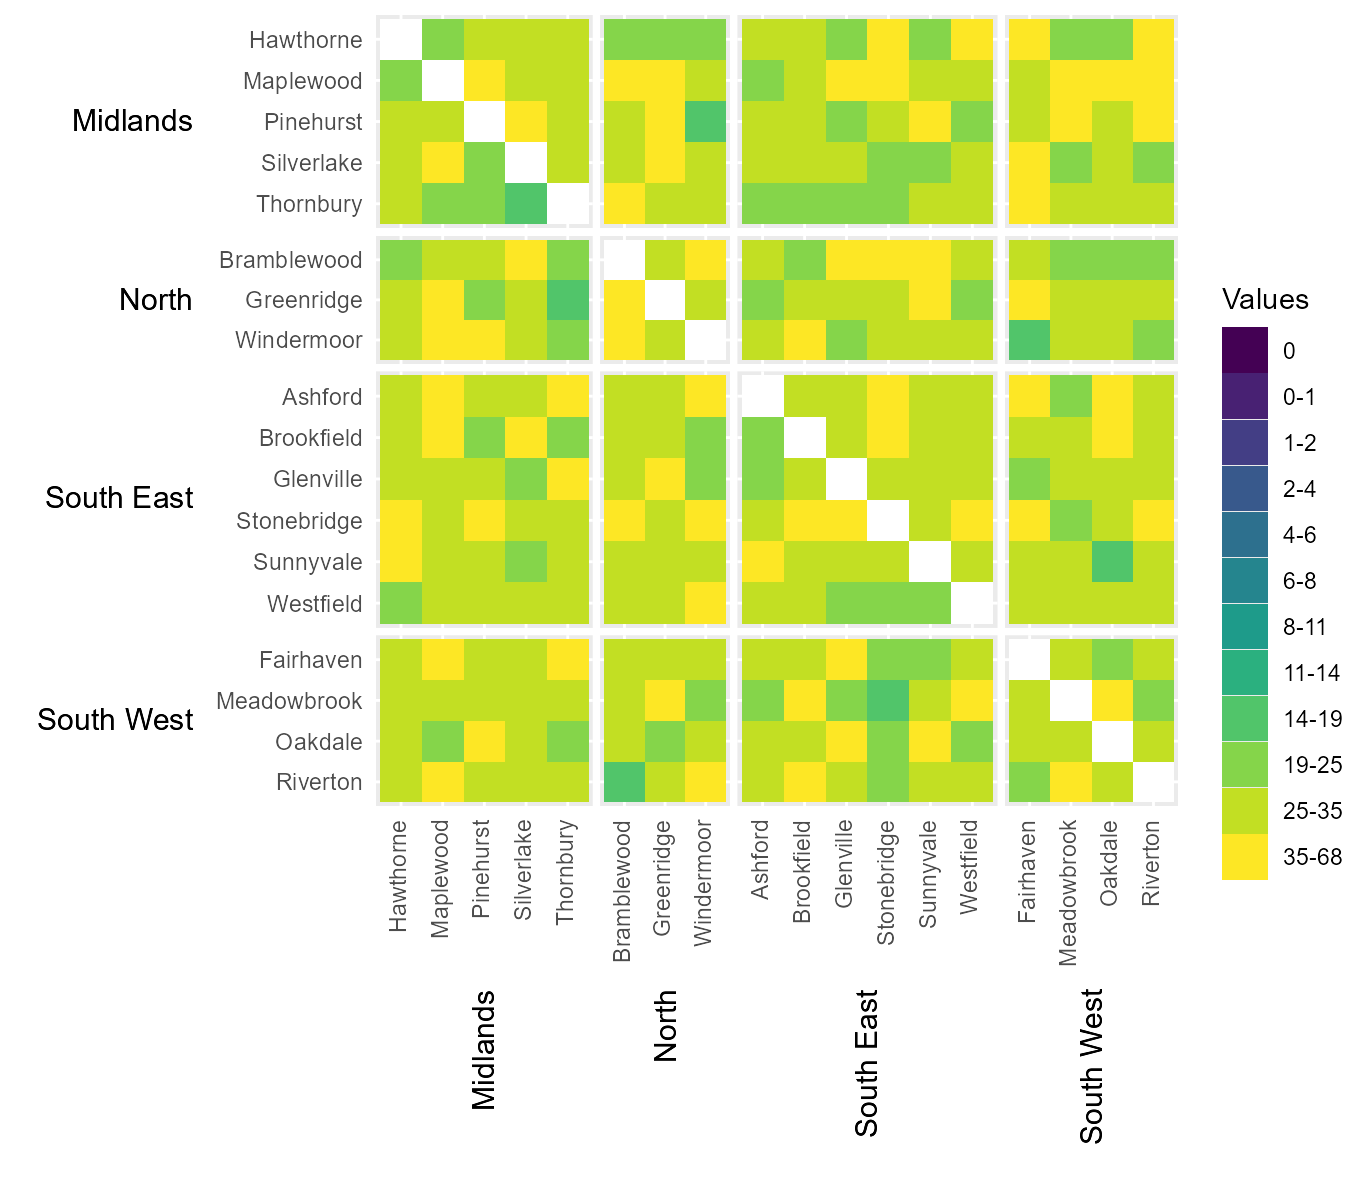 Midlands
Hawthorne
Maplewood
Pinehurst
Silverlake
Thornbury
North
Bramblewood
Greenridge
Windermoor
South East
Ashford
Brookfield
Glenville
Stonebridge
Sunnyvale
Westfield
South West
Fairhaven
Meadowbrook
Oakdale
Riverton
Hawthorne
Maplewood
Pinehurst
Silverlake
Thornbury
Bramblewood
Greenridge
Windermoor
Ashford
Brookfield
Glenville
Stonebridge
Sunnyvale
Westfield
Fairhaven
Meadowbrook
Oakdale
Riverton
Midlands
North
South East
South West
Values
0
0-1
1-2
2-4
4-6
6-8
8-11
11-14
14-19
19-25
25-35
35-68